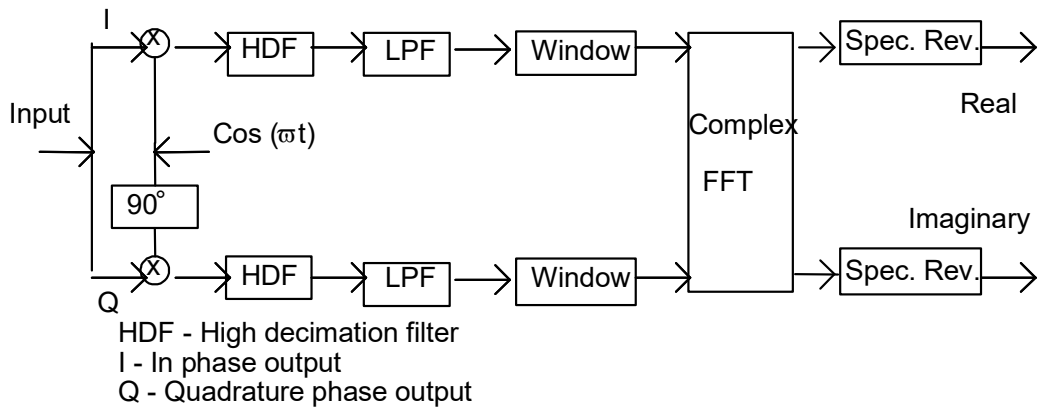 I
x
HDF
LPF
Window
Spec. Rev.
Real
Input
Cos (ϖt)
Complex
FFT
90°
Imaginary
x
HDF
LPF
Window
Spec. Rev.
Q
HDF - High decimation filter
I - In phase output
Q - Quadrature phase output